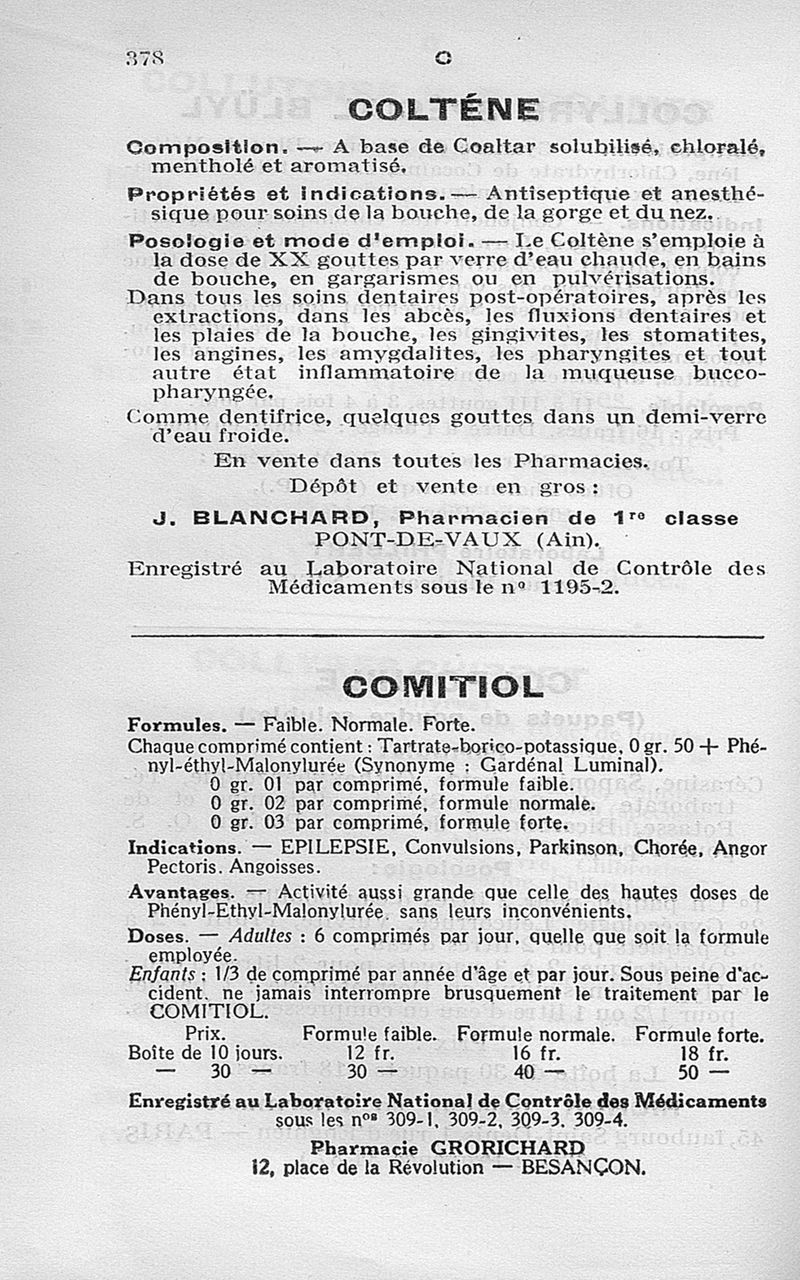 378
C
COLTÉNE
Composition. — A base de Coaltar solubilisé, chloralé,
mentholé et aromatisé.
Propriétés et indications. — Antiseptique et anesthé-
sique pour soins de la bouche, de la gorge et du nez.
Posologie et mode d'emploi. — Le Coltène s'emploie à
la dose de XX gouttes par verre d'eau chaude, en bains
de bouche, en gargarismes ou en pulvérisations.
Dans tous les soins dentaires post-opératoires, après les
extractions, dans les abcès, les fluxions dentaires et
les plaies de la bouche, les gingivites, les stomatites,
les angines, les amygdalites, les pharyngites et tout
autre état inflammatoire de la muqueuse bucco-
pharyngée.
Comme dentifrice, quelques gouttes dans un demi-verre
d'eau froide.
En vente dans toutes les Pharmacies.
Dépôt et vente en gros :
J. BLANCHARD, Pharmacien de 1re classe
PONT-DE-VAUX (Ain).
Enregistré au Laboratoire National de Contrôle des
Médicaments sous le n° 1195-2.
COMITIOL
Formules. — Faible. Normale. Forte.
Chaque comprimé contient : Tartrate-borico-potassique, 0 gr. 50 + Phé-
nyl-éthyl-Malonylurée (Synonyme : Gardénal Luminal).
0 gr. 01 par comprimé, formule faible.
0 gr. 02 par comprimé, formule normale.
0 gr. 03 par comprimé, formule forte.
Indications. — EPILEPSIE, Convulsions, Parkinson, Chorée, Angor
Pectoris. Angoisses.
Avantages. — Activité aussi grande que celle des hautes doses de
Phényl-Ethyl-Malonylurée. sans leurs inconvénients.
Doses. — Adultes : 6 comprimés par jour, quelle que soit la formule
employée.
Enfants : 1/3 de comprimé par année d'âge et par jour. Sous peine d'ac-
cident, ne jamais interrompre brusquement le traitement par le
COMITIOL.
Prix. Formule faible. Formule normale. Formule forte.
Boîte de 10 jours. 12 fr. 16 fr. 18 fr.
— 30 — 30 — 40 — 50 —
Enregistré au Laboratoire National de Contrôle des Médicaments
sous les nos 309-1, 309-2, 309-3. 309-4.
Pharmacie GRORICHARD
12, place de la Révolution — BESANÇON.